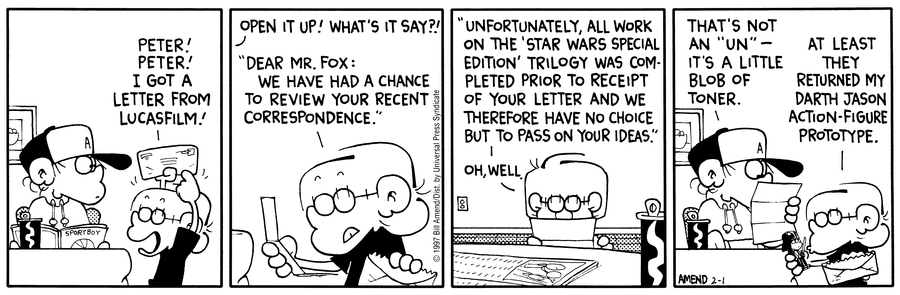 PETER!
PETER!
I GOT A
LETTER FROM
LUCASFILM!
A
SPORTBOY
OPEN IT UP! WHAT'S IT SAY?!
"DEAR MR. FOX:
WE HAVE HAD A CHANCE
TO REVIEW YOUR RECENT
CORRESPONDENCE."
© 1997 Bill Amend/Dist. by Universal Press Syndicate
"UNFORTUNATELY, ALL WORK
ON THE 'STAR WARS SPECIAL
EDITION' TRILOGY WAS COM-
PLETED PRIOR TO RECEIPT
OF YOUR LETTER AND WE
THEREFORE HAVE NO CHOICE
BUT TO PASS ON YOUR IDEAS."
OH, WELL.
THAT'S NOT
AN "UN" –
IT'S A LITTLE
BLOB OF
TONER.
A
AT LEAST
THEY
RETURNED MY
DARTH JASON
ACTION-FIGURE
PROTOTYPE.
AMEND 2-1